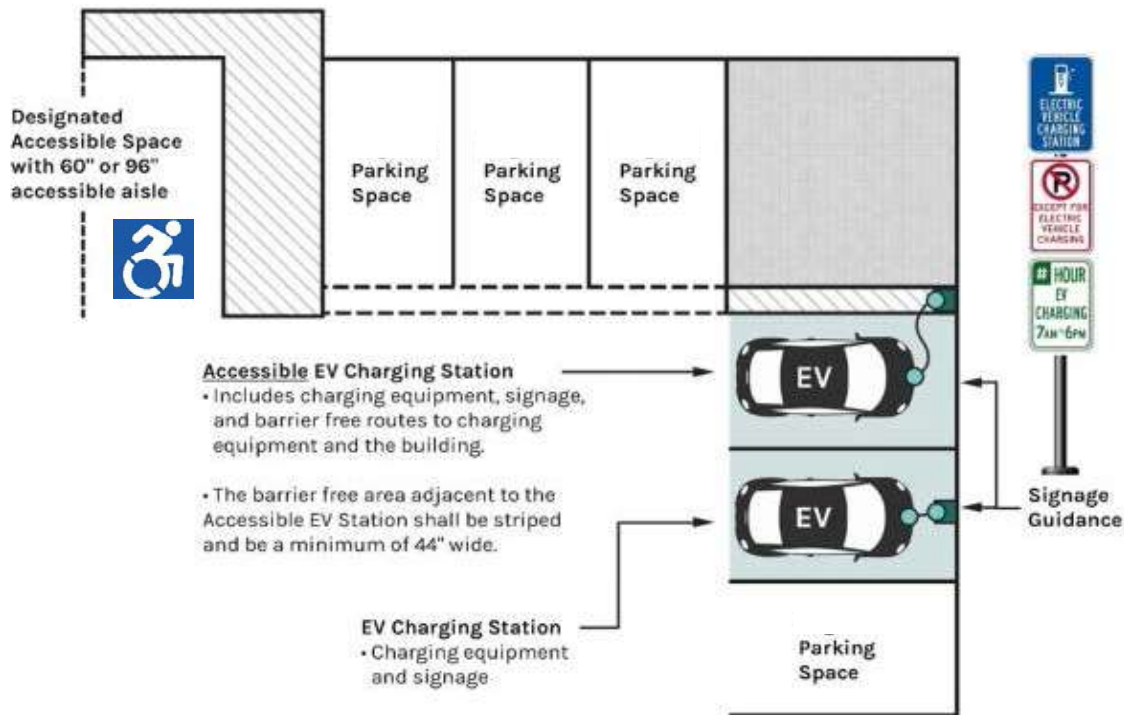 Designated
Accessible Space
with 60" or 96"
accessible aisle
Parking
Space
Parking
Space
Parking
Space
ELECTRIC
VEHICLE
CHARGING
STATION
P
EXCEPT FOR
ELECTRIC
VEHICLE
CHARGING
# HOUR
EV
CHARGING
7AM-6PM
Accessible EV Charging Station
• Includes charging equipment, signage,
and barrier free routes to charging
equipment and the building.
• The barrier free area adjacent to the
Accessible EV Station shall be striped
and be a minimum of 44" wide.
EV
EV
Signage
Guidance
EV Charging Station
• Charging equipment
and signage
Parking
Space